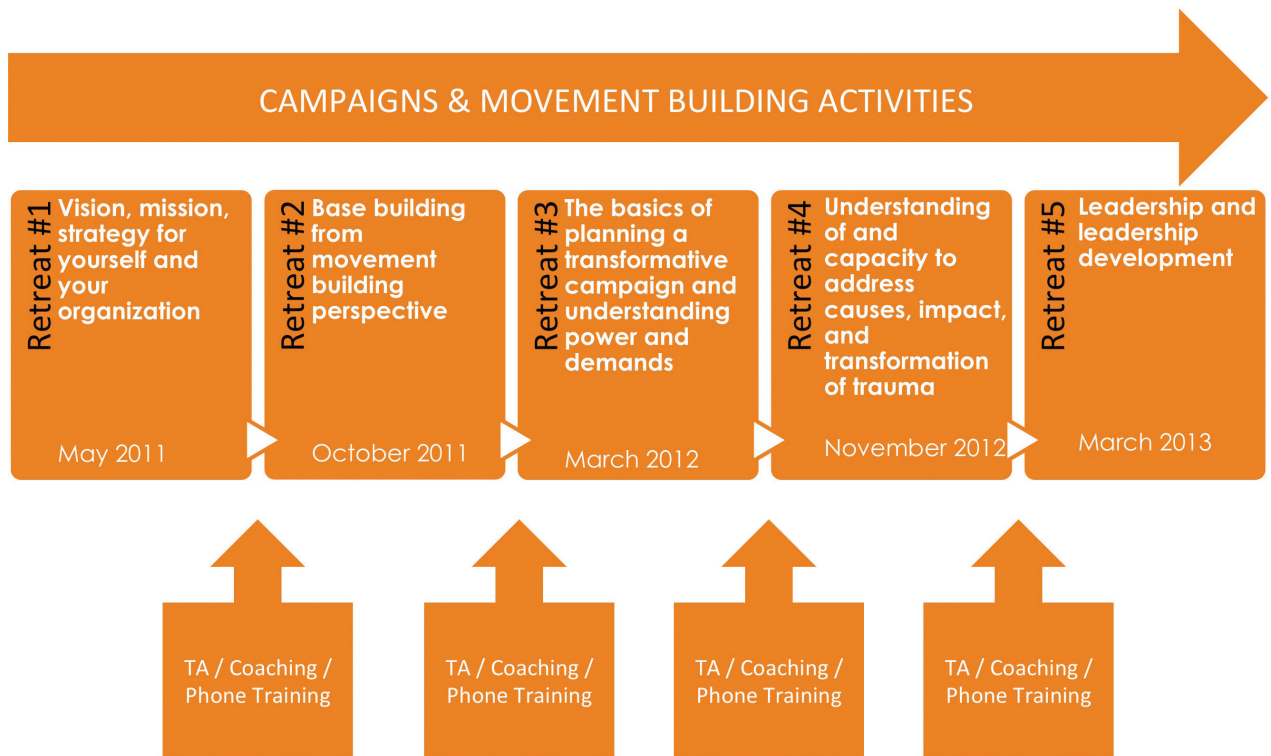 CAMPAIGNS & MOVEMENT BUILDING ACTIVITIES
Retreat #1
Vision, mission,
strategy for
yourself and
your
organization
May 2011
Retreat #2
Base building
from
movement
building
perspective
October 2011
Retreat #3
The basics of
planning a
transformative
campaign and
understanding
power and
demands
March 2012
Retreat #4
Understanding
of and
capacity to
address
causes, impact,
and
transformation
of trauma
November 2012
Retreat #5
Leadership and
leadership
development
March 2013
TA / Coaching /
Phone Training
TA / Coaching /
Phone Training
TA / Coaching /
Phone Training
TA / Coaching /
Phone Training